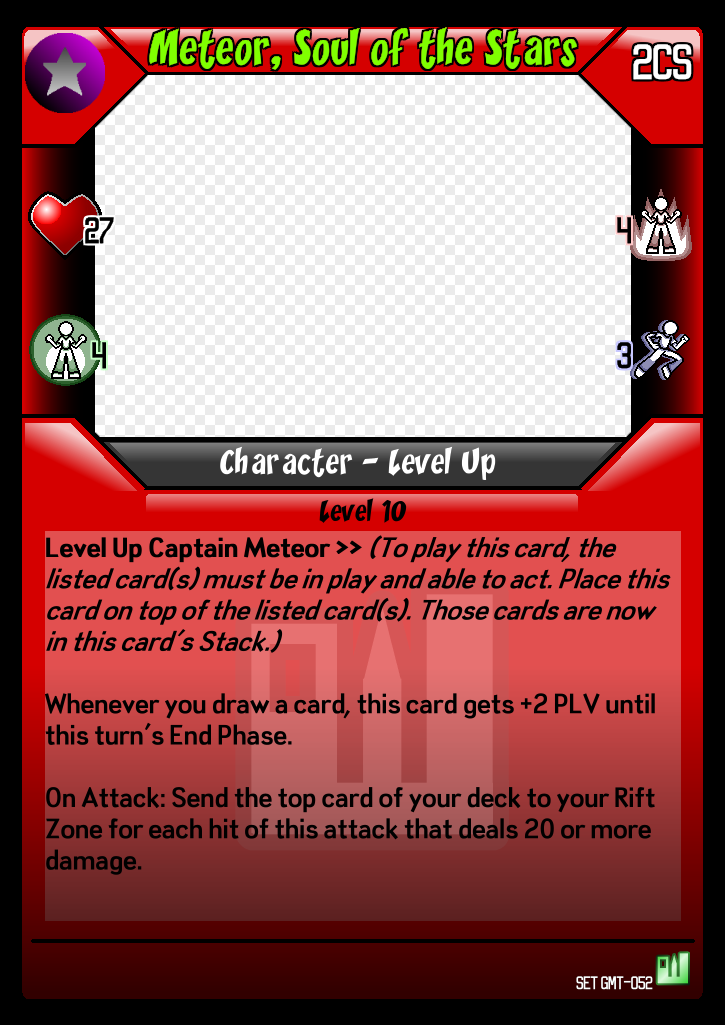 Meteor, Soul of the Stars
2CS
27
4
4
3
Character - Level Up
Level 10
Level Up Captain Meteor >> (To play this card, the
listed card(s) must be in play and able to act. Place this
card on top of the listed card(s). Those cards are now
in this card's Stack.)
Whenever you draw a card, this card gets +2 PLV until
this turn's End Phase.
On Attack: Send the top card of your deck to your Rift
Zone for each hit of this attack that deals 20 or more
damage.
SET GMT-052